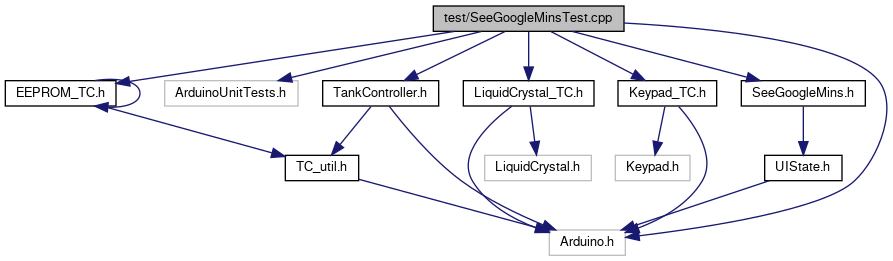 test/SeeGoogleMinsTest.cpp
EEPROM_TC.h
ArduinoUnitTests.h
TankController.h
LiquidCrystal_TC.h
Keypad_TC.h
SeeGoogleMins.h
TC_util.h
LiquidCrystal.h
Keypad.h
UIState.h
Arduino.h